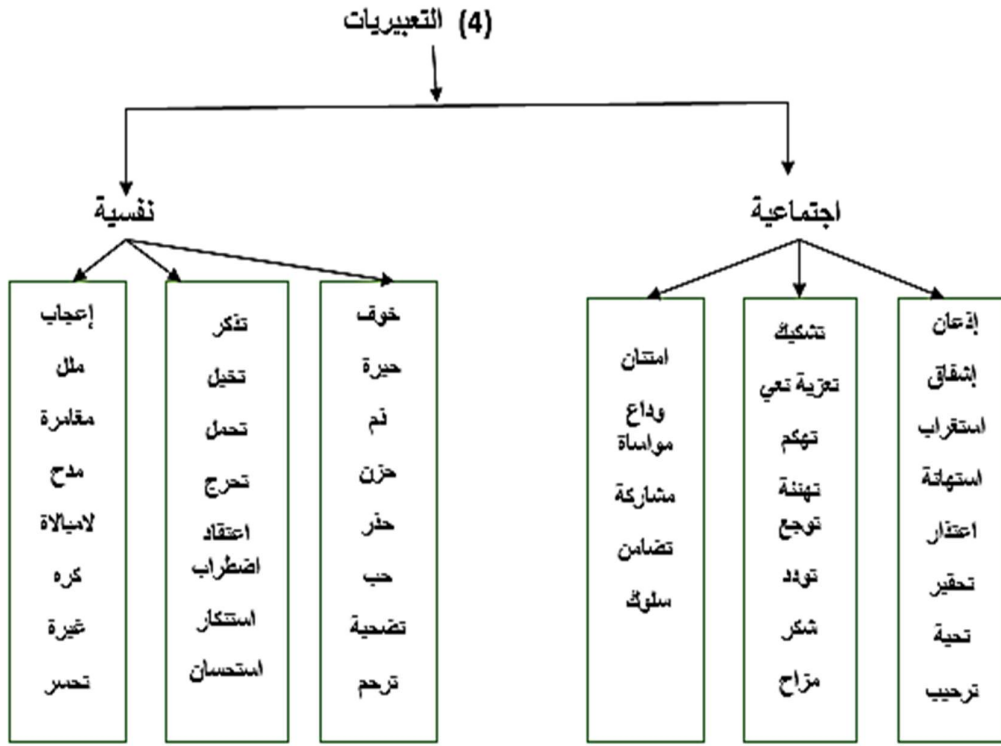 (4) التعبيريات
اجتماعية
نفسية
إذعان
إشفاق
استغراب
استهانة
اعتذار
تحقير
تحية
ترحيب
تشكيك
تعزية نعي
تهكم
تهنئة
توجع
تودد
شكر
مزاح
امتنان
وداع
مواساة
مشاركة
تضامن
سلوك
خوف
حيرة
ذم
حزن
حذر
حب
تضحية
ترحم
تذكر
تخيل
تحمل
تحرج
اعتقاد
اضطراب
استنكار
استحسان
إعجاب
ملل
مغامرة
مدح
لامبالاة
كره
غيرة
تحسر